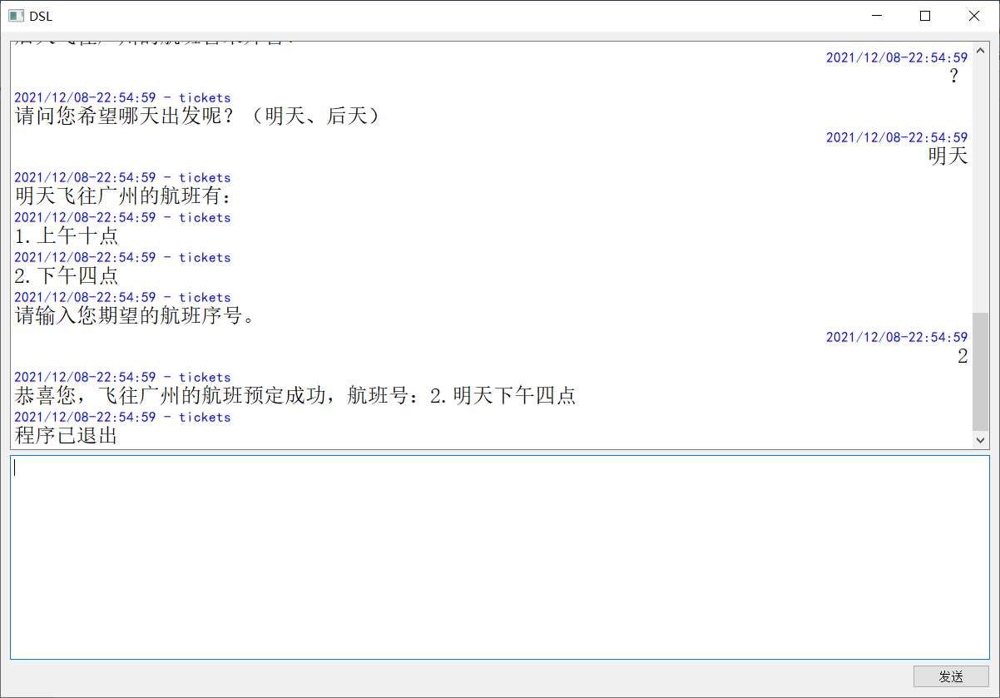 DSL
2021/12/08-22:54:59
?
2021/12/08-22:54:59 - tickets
请问您希望哪天出发呢？（明天、后天）
2021/12/08-22:54:59
明天
2021/12/08-22:54:59 - tickets
明天飞往广州的航班有：
2021/12/08-22:54:59 - tickets
1.上午十点
2021/12/08-22:54:59 - tickets
2.下午四点
2021/12/08-22:54:59 - tickets
请输入您期望的航班序号。
2021/12/08-22:54:59
2
2021/12/08-22:54:59 - tickets
恭喜您，飞往广州的航班预定成功，航班号：2.明天下午四点
2021/12/08-22:54:59 - tickets
程序已退出
发送